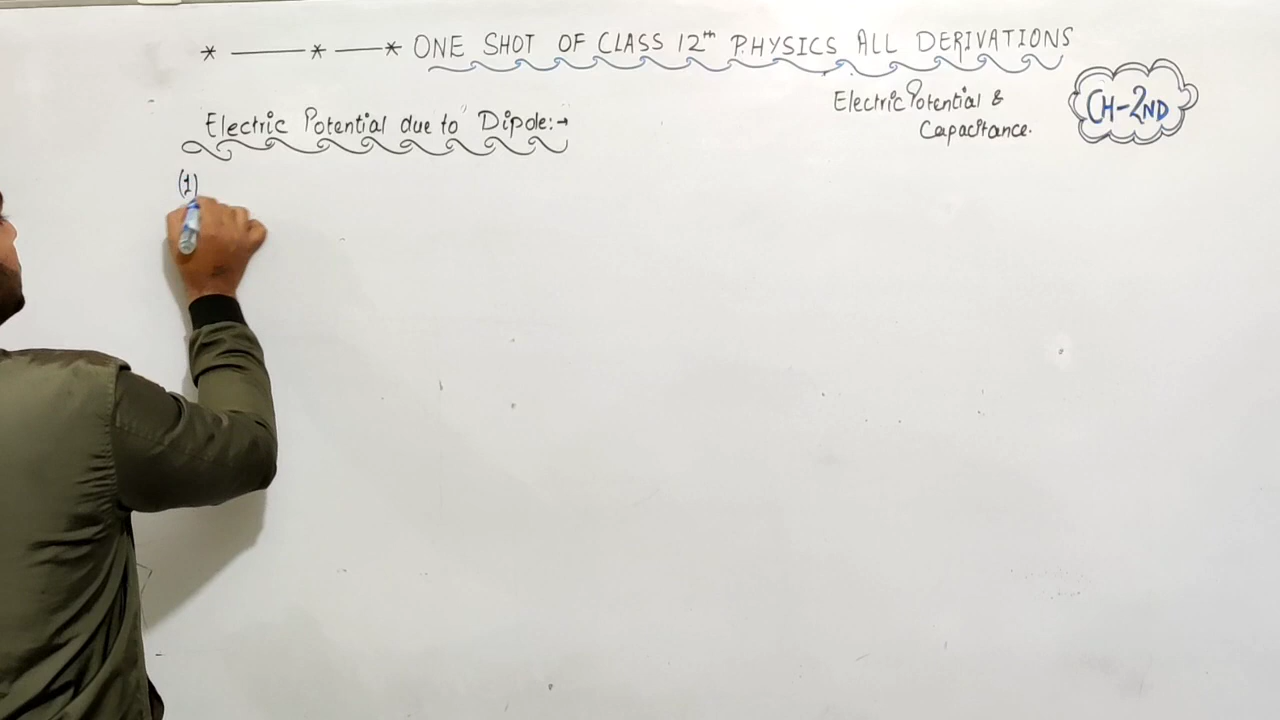 * ——— * —— * ONE SHOT OF CLASS 12th PHYSICS ALL DERIVATIONS
Electric Potential &
Capacitance.
CH-2ND
Electric Potential due to Dipole:→
(1)